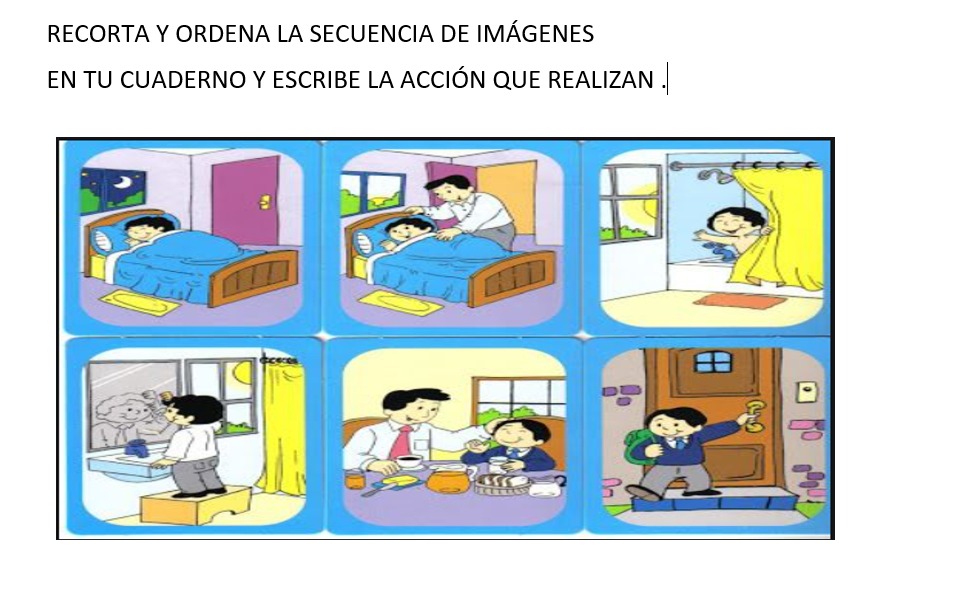 RECORTA Y ORDENA LA SECUENCIA DE IMÁGENES
EN TU CUADERNO Y ESCRIBE LA ACCIÓN QUE REALIZAN .